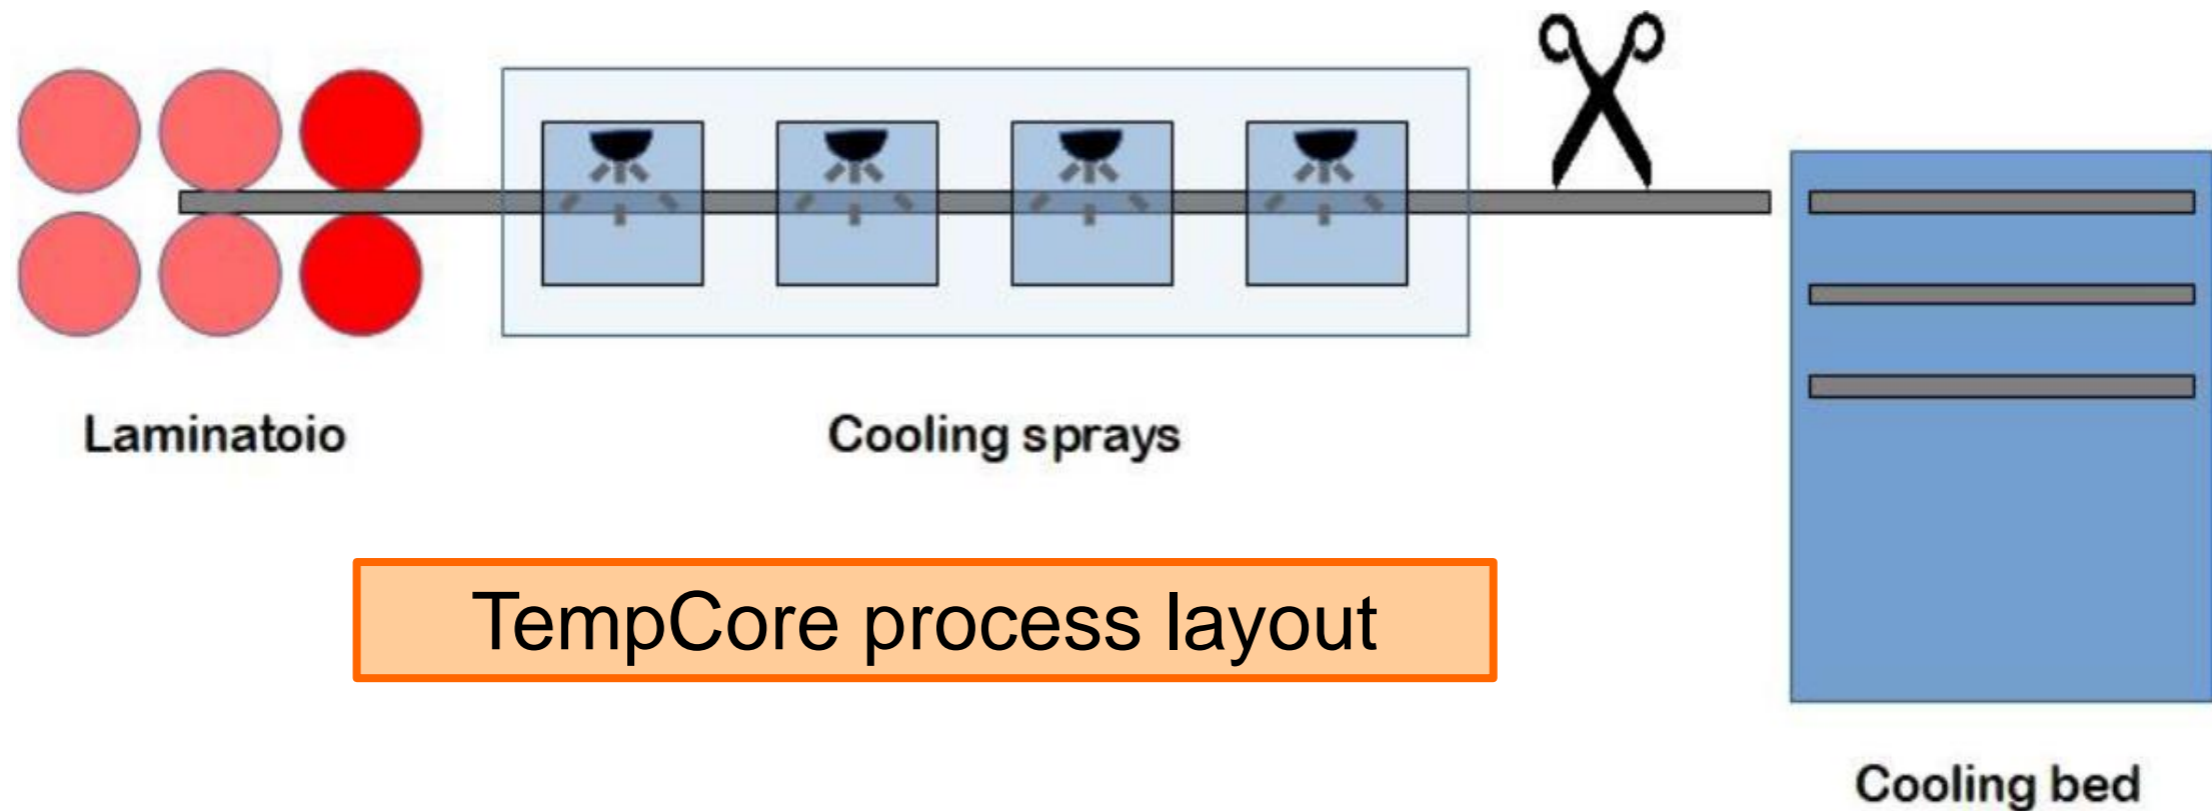 Laminatoio
Cooling sprays
TempCore process layout
Cooling bed